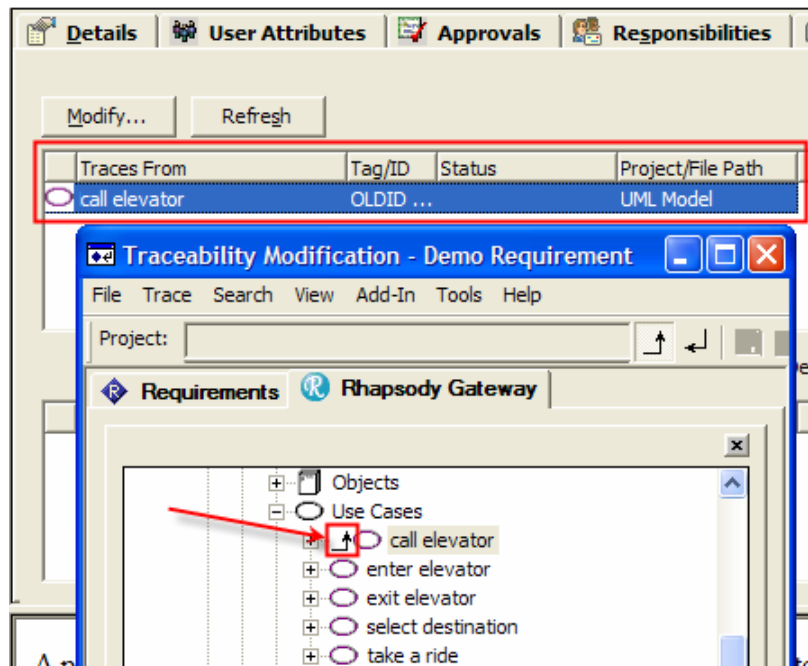 Details User Attributes Approvals Responsibilities
Modify... Refresh
Traces From Tag/ID Status Project/File Path
call elevator OLDID ... UML Model
Traceability Modification - Demo Requirement
File Trace Search View Add-In Tools Help
Project:
Requirements Rhapsody Gateway
Objects
Use Cases
call elevator
enter elevator
exit elevator
select destination
take a ride